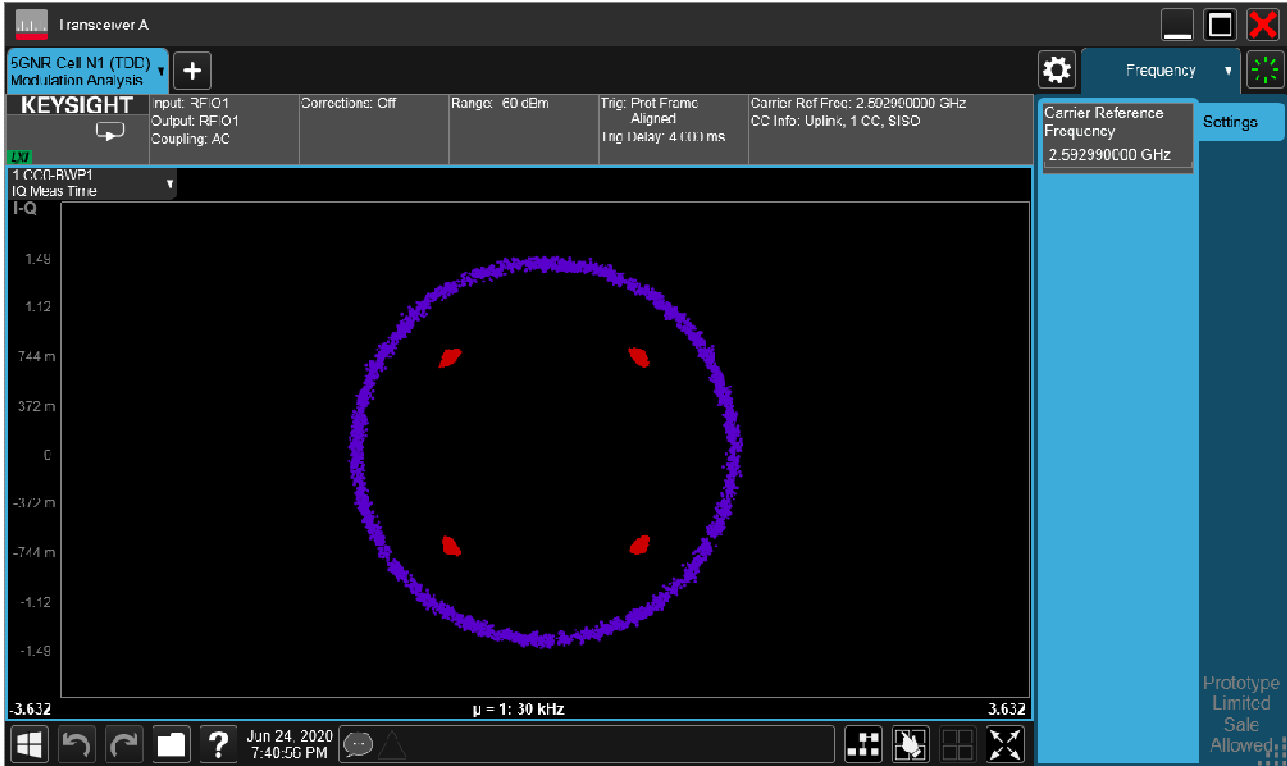 Transceiver A
5GNR Cell N1 (TDD)
Modulation Analysis
Frequency
KEYSIGHT
Input: RFIO1
Output: RFIO1
Coupling: AC
Corrections: Off
Range: -60 dBm
Trig: Prot Frame
Aligned
Trig Delay: 4.000 ms
Carrier Ref Freq: 2.592990000 GHz
CC Info: Uplink, 1 CC, SISO
LXI
Carrier Reference
Frequency
2.592990000 GHz
Settings
1 CC0-BWP1
IQ Meas Time
I-Q
1.49
1.12
744 m
372 m
0
-372 m
-744 m
-1.12
-1.49
-3.632
µ = 1: 30 kHz
3.632
Prototype
Limited
Sale
Allowed
?
Jun 24, 2020
7:40:56 PM